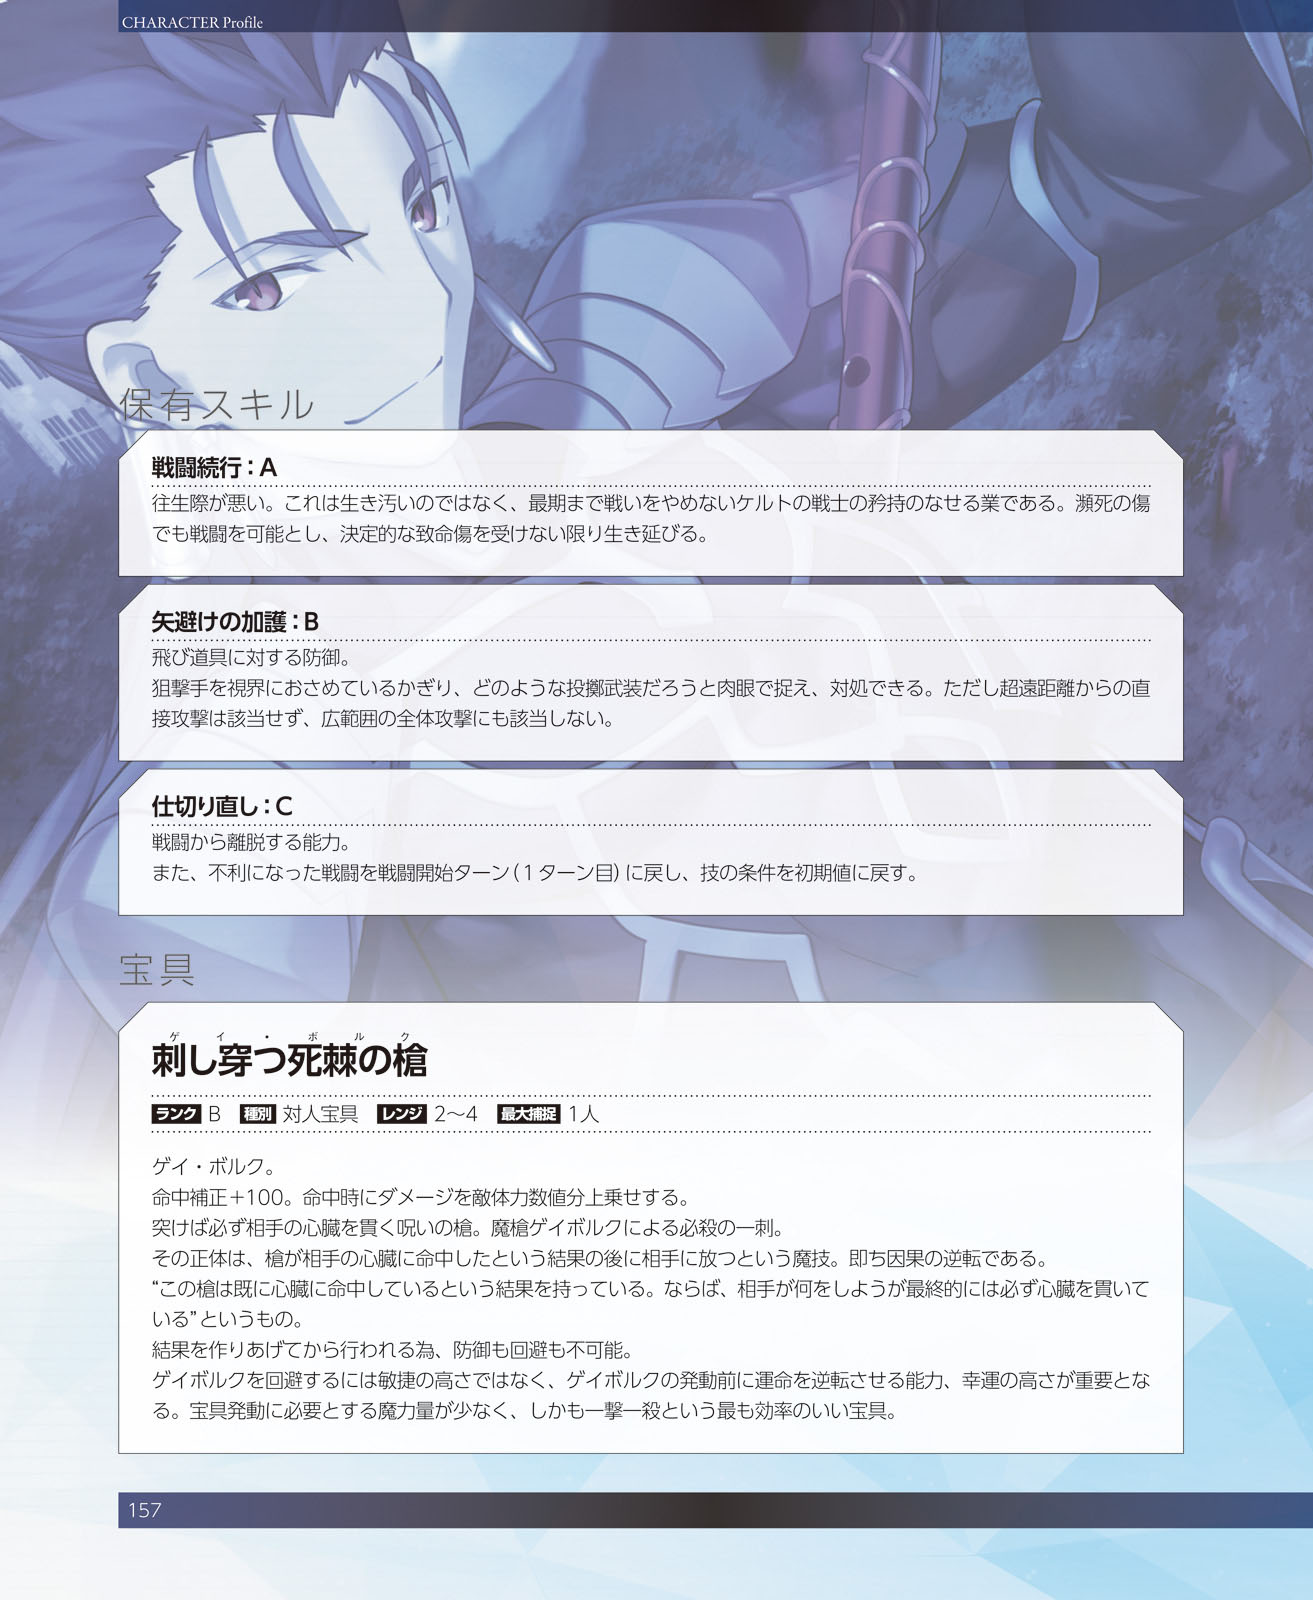 CHARACTER Profile
保有スキル
戦闘続行：A
往生際が悪い。これは生き汚いのではなく、最期まで戦いをやめないケルトの戦士の矜持のなせる業である。瀕死の傷
でも戦闘を可能とし、決定的な致命傷を受けない限り生き延びる。
矢避けの加護：B
飛び道具に対する防御。
狙撃手を視界におさめているかぎり、どのような投擲武装だろうと肉眼で捉え、対処できる。ただし超遠距離からの直
接攻撃は該当せず、広範囲の全体攻撃にも該当しない。
仕切り直し：C
戦闘から離脱する能力。
また、不利になった戦闘を戦闘開始ターン（1ターン目）に戻し、技の条件を初期値に戻す。
宝具
ゲイ・ボルク
刺し穿つ死棘の槍
ランク B 種別 対人宝具 レンジ 2〜4 最大捕捉 1人
ゲイ・ボルク。
命中補正＋100。命中時にダメージを敵体力数値分上乗せする。
突けば必ず相手の心臓を貫く呪いの槍。魔槍ゲイボルクによる必殺の一刺。
その正体は、槍が相手の心臓に命中したという結果の後に相手に放つという魔技。即ち因果の逆転である。
“この槍は既に心臓に命中しているという結果を持っている。ならば、相手が何をしようが最終的には必ず心臓を貫いて
いる”というもの。
結果を作りあげてから行われる為、防御も回避も不可能。
ゲイボルクを回避するには敏捷の高さではなく、ゲイボルクの発動前に運命を逆転させる能力、幸運の高さが重要とな
る。宝具発動に必要とする魔力量が少なく、しかも一撃一殺という最も効率のいい宝具。
157